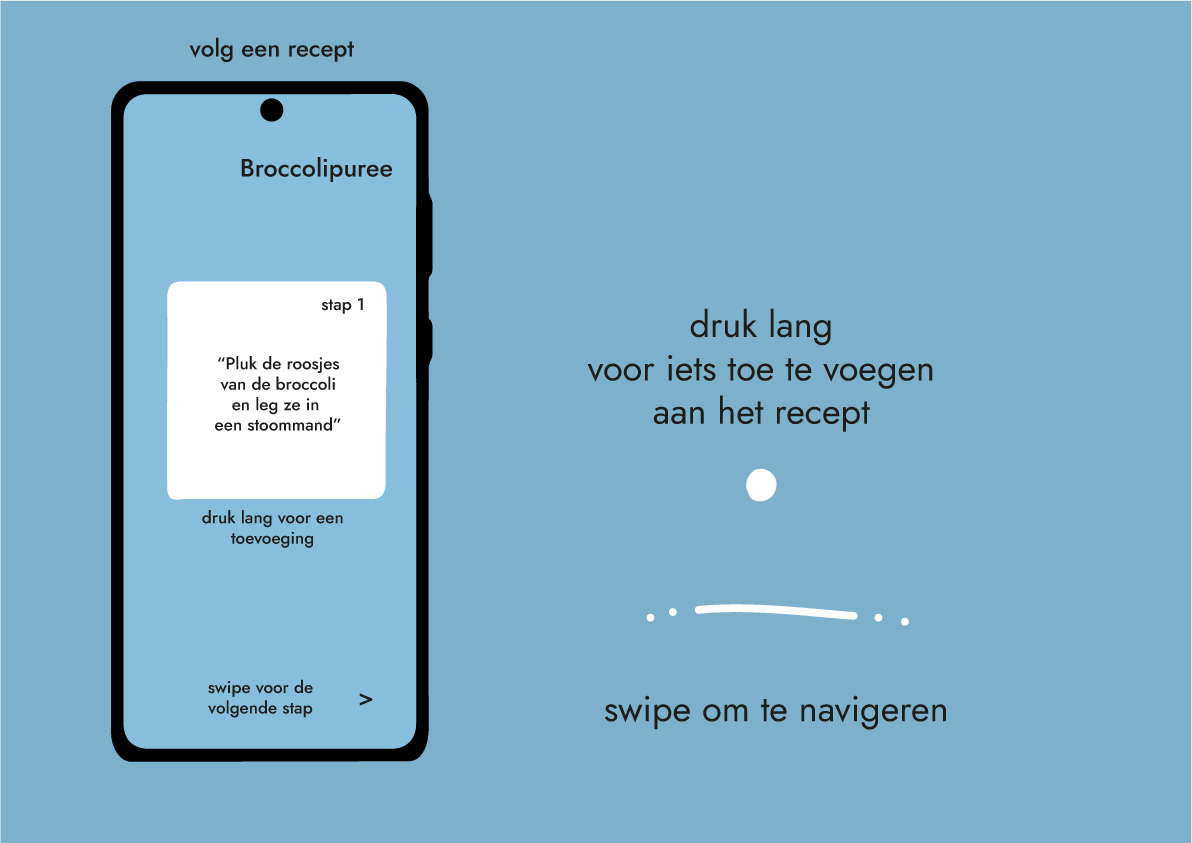 volg een recept
Broccolipuree
stap 1
“Pluk de roosjes
van de broccoli
en leg ze in
een stoommand”
druk lang voor een
toevoeging
swipe voor de
volgende stap
>
druk lang
voor iets toe te voegen
aan het recept
swipe om te navigeren